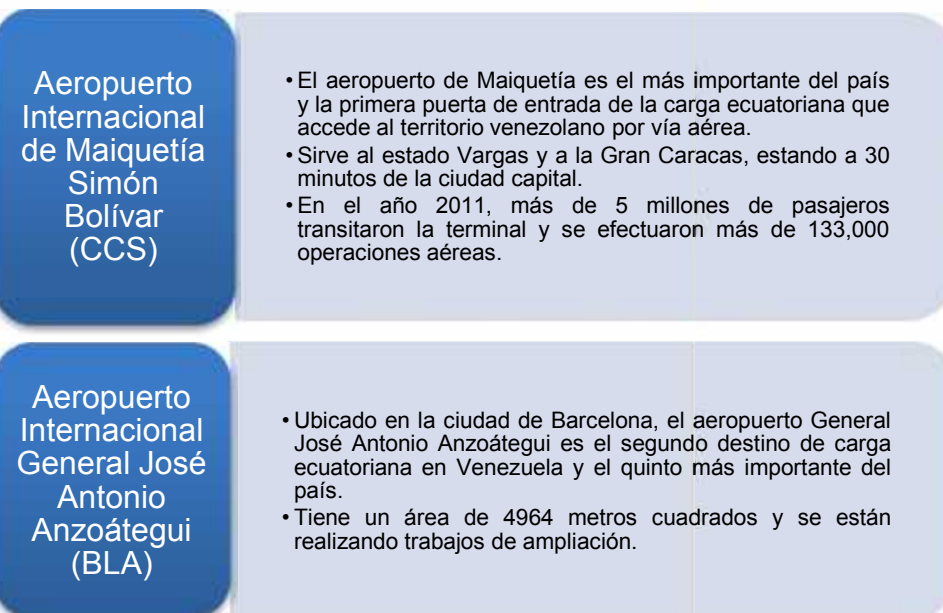 Aeropuerto
Internacional
de Maiquetía
Simón
Bolívar
(CCS)
• El aeropuerto de Maiquetía es el más importante del país
y la primera puerta de entrada de la carga ecuatoriana que
accede al territorio venezolano por vía aérea.
• Sirve al estado Vargas y a la Gran Caracas, estando a 30
minutos de la ciudad capital.
• En el año 2011, más de 5 millones de pasajeros
transitaron la terminal y se efectuaron más de 133,000
operaciones aéreas.
Aeropuerto
Internacional
General José
Antonio
Anzoátegui
(BLA)
• Ubicado en la ciudad de Barcelona, el aeropuerto General
José Antonio Anzoátegui es el segundo destino de carga
ecuatoriana en Venezuela y el quinto más importante del
país.
• Tiene un área de 4964 metros cuadrados y se están
realizando trabajos de ampliación.